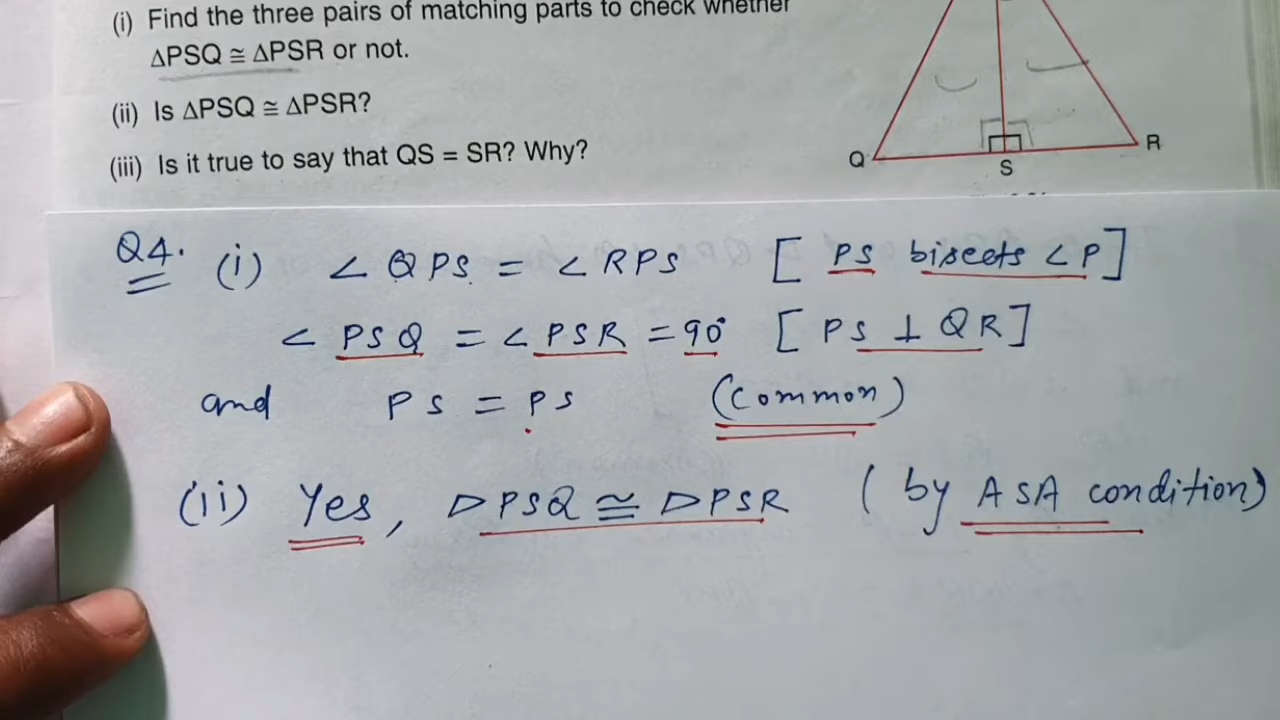 (i) Find the three pairs of matching parts to check whether
ΔPSQ ≅ ΔPSR or not.
(ii) Is ΔPSQ ≅ ΔPSR?
(iii) Is it true to say that QS = SR? Why?
Q
S
R
Q4. (i) ∠QPS = ∠RPS [PS bisects ∠P]
∠PSQ = ∠PSR = 90° [PS ⊥ QR]
and PS = PS (common)
(ii) Yes, ΔPSQ ≅ ΔPSR (by ASA condition)